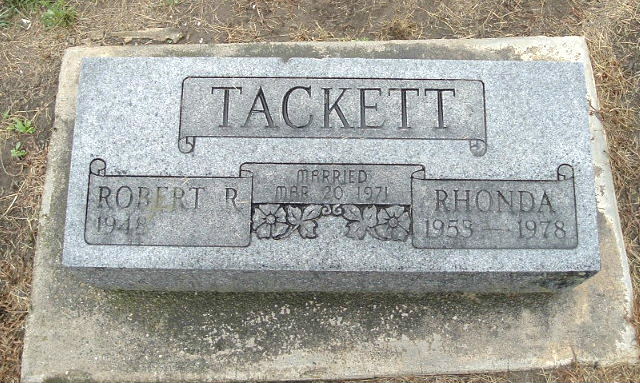 TACKETT
MARRIED
MAR 20 1971
ROBERT R.
1948
RHONDA
1953 — 1978